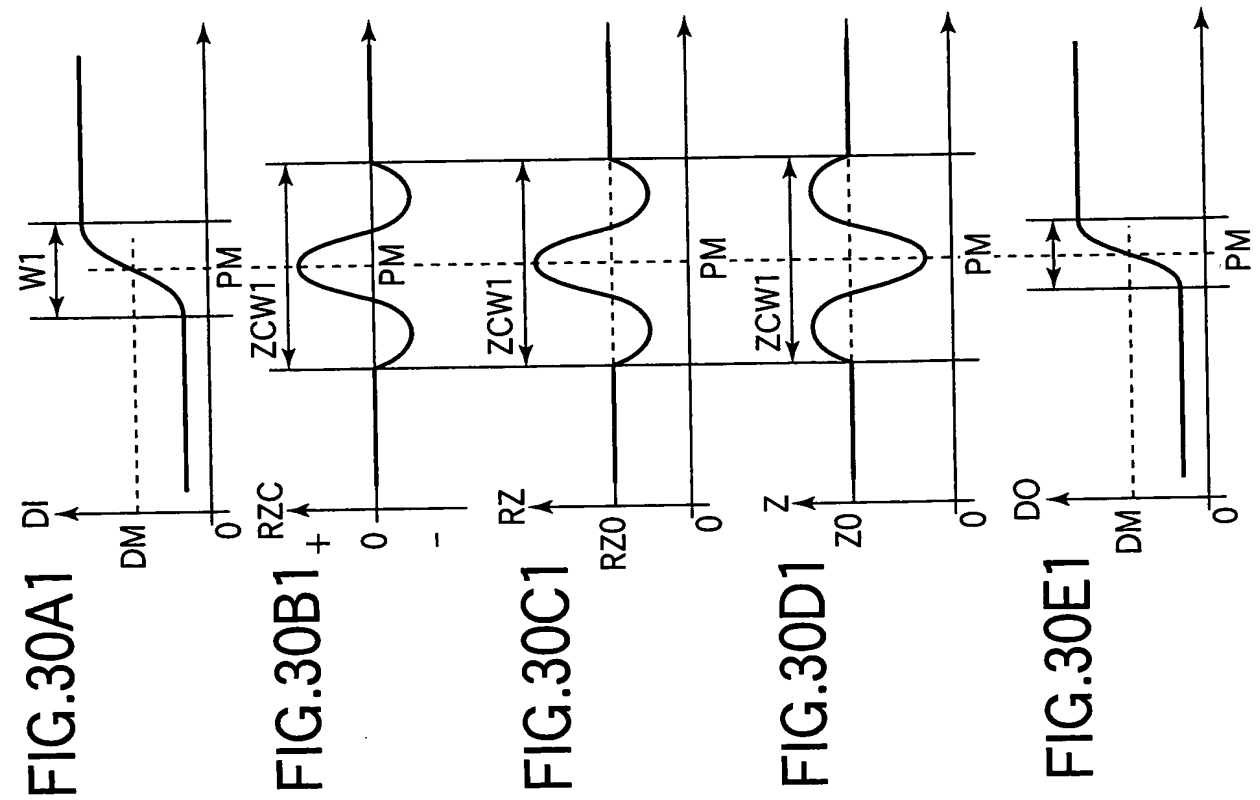 FIG.30A1
DI
DM
0
W1
PM
FIG.30B1
RZC
+
0
-
ZCW1
PM
FIG.30C1
RZ
RZ0
0
ZCW1
PM
FIG.30D1
Z
Z0
0
ZCW1
PM
FIG.30E1
DO
DM
0
PM